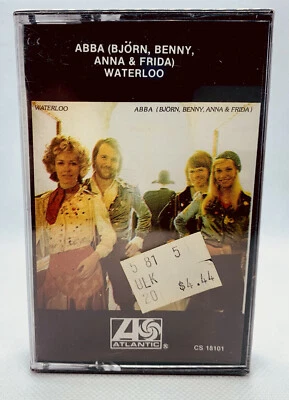 ABBA (BJÖRN, BENNY,
ANNA & FRIDA)
WATERLOO
WATERLOO
ABBA (BJÖRN, BENNY, ANNA & FRIDA)
5 81 5
ULK
20
$4.44
ATLANTIC®
CS 18101